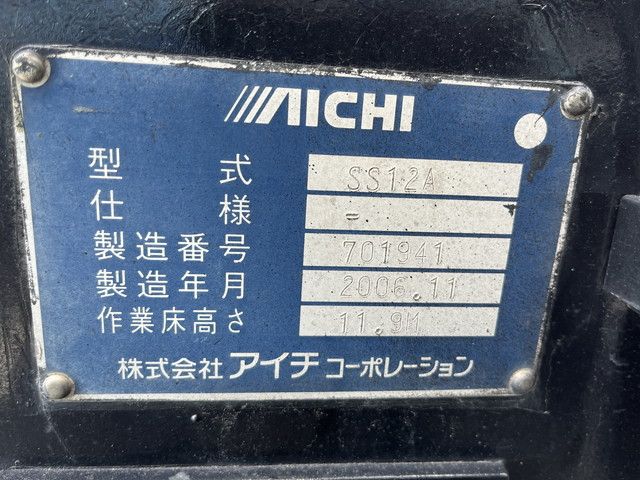 AICHI
型式 SS12A
仕様 -
製造番号 701941
製造年月 2006.11
作業床高さ 11.9M
株式会社 アイチ コーポレーション